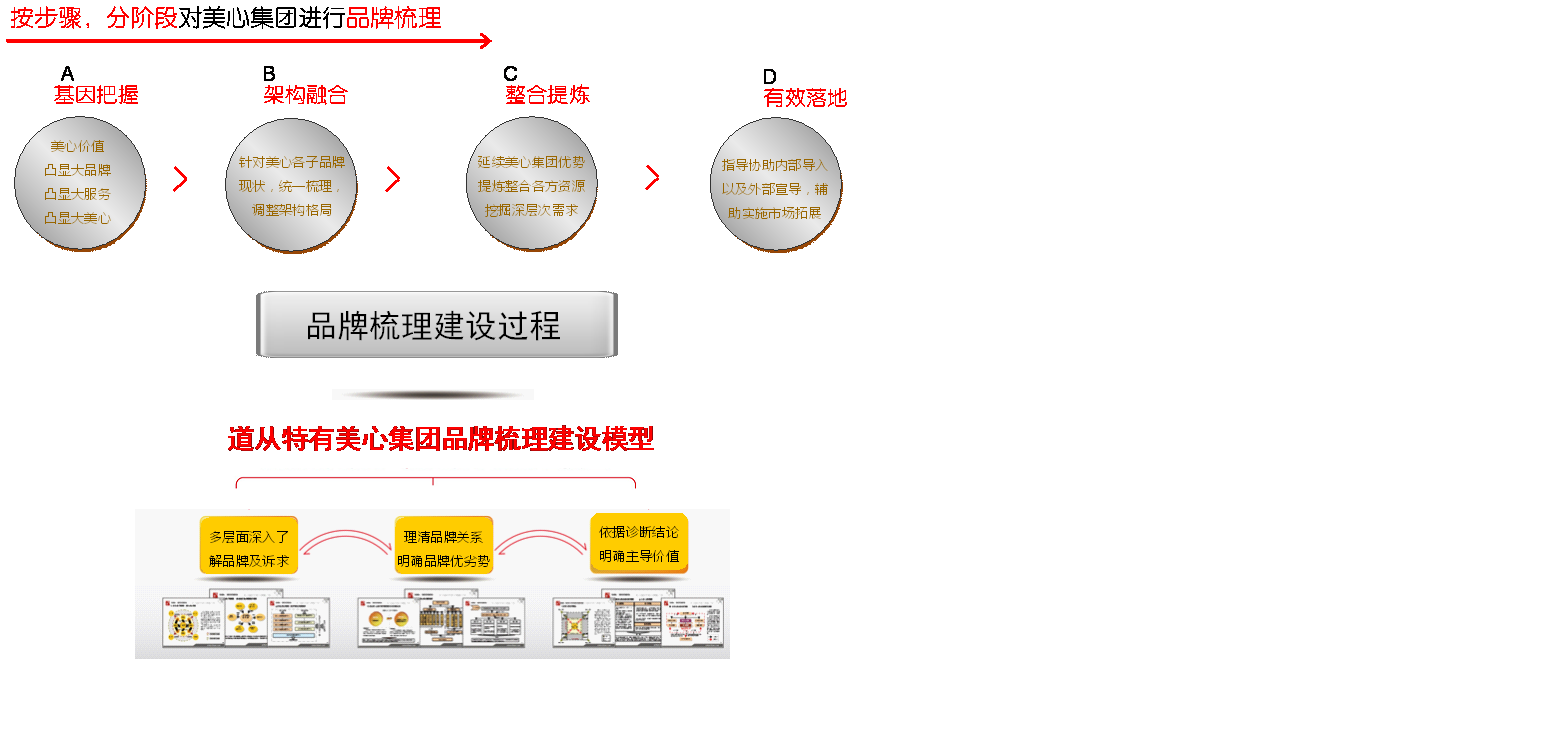 按步骤，分阶段对美心集团进行品牌梳理
A
基因把握
美心价值
凸显大品牌
凸显大服务
凸显大美心
B
架构融合
针对美心各子品牌
现状，统一梳理，
调整架构格局
C
整合提炼
延续美心集团优势
提炼整合各方资源
挖掘深层次需求
D
有效落地
指导协助内部导入
以及外部宣导，辅
助实施市场拓展
品牌梳理建设过程
道从特有美心集团品牌梳理建设模型
多层面深入了
解品牌及诉求
理清品牌关系
明确品牌优劣势
依据诊断结论
明确主导价值